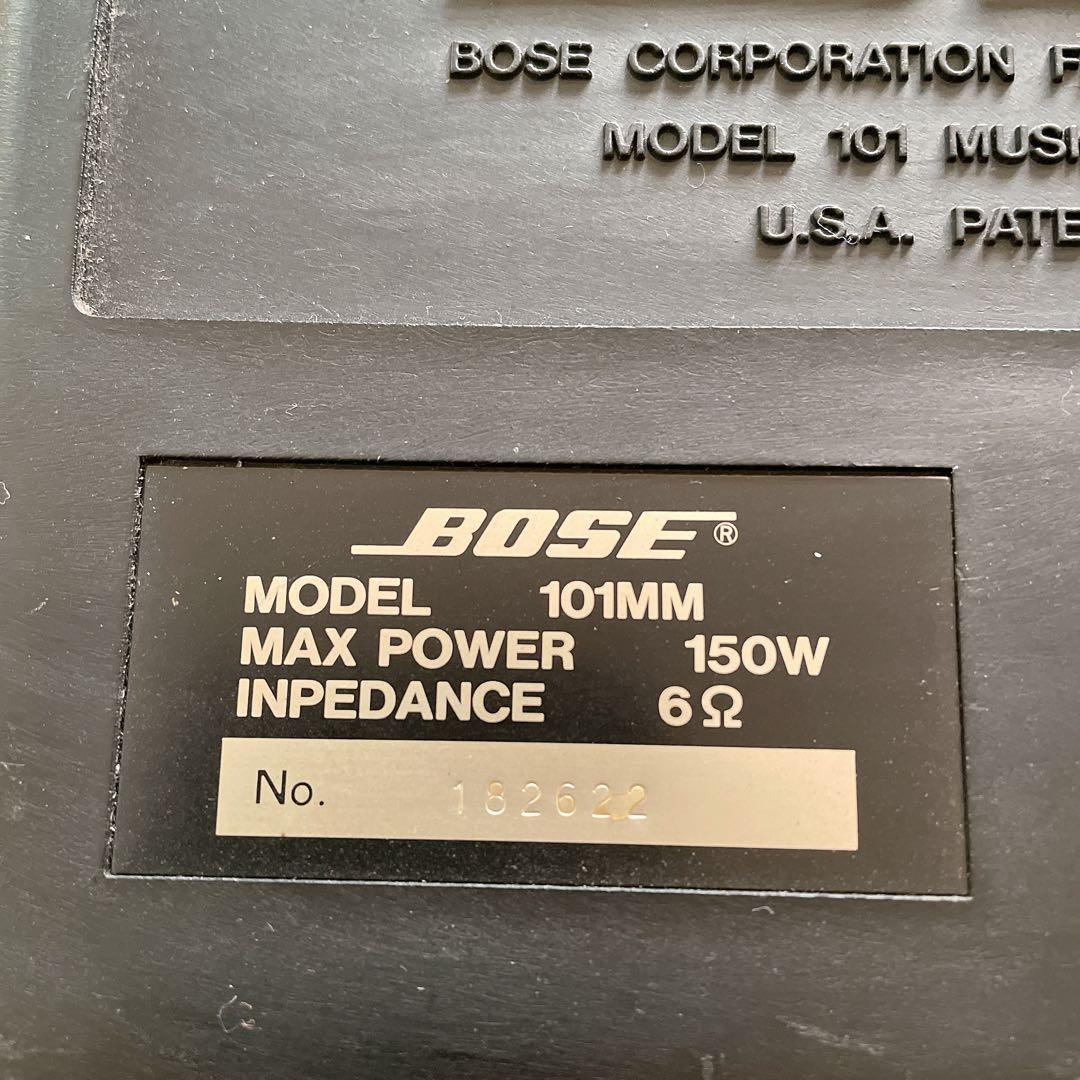 BOSE CORPORATION
MODEL 101
U.S.A.
BOSE®
MODEL 101MM
MAX POWER 150W
INPEDANCE 6Ω
No. 182622